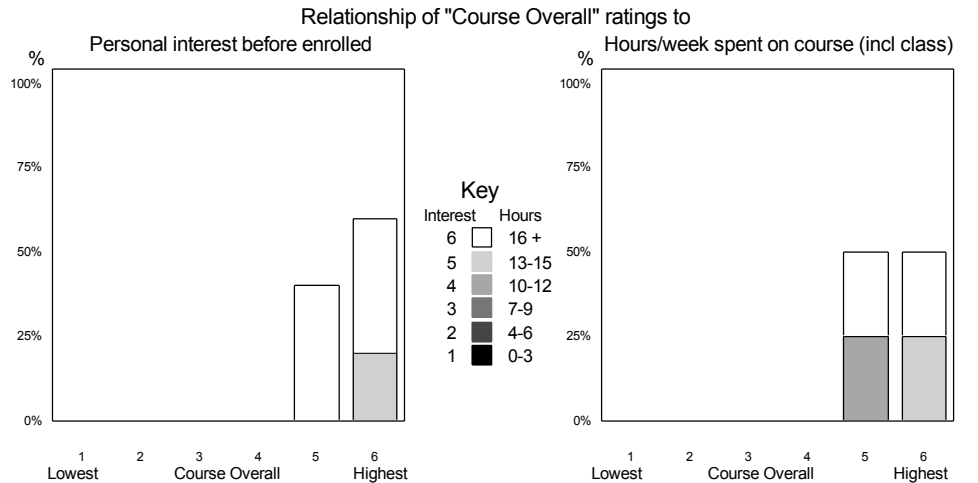 Relationship of "Course Overall" ratings to
Personal interest before enrolled
%
100%
75%
50%
25%
0%
1 2 3 4 5 6
Lowest Course Overall Highest
Key
Interest Hours
6 16 +
5 13-15
4 10-12
3 7-9
2 4-6
1 0-3
Hours/week spent on course (incl class)
%
100%
75%
50%
25%
0%
1 2 3 4 5 6
Lowest Course Overall Highest